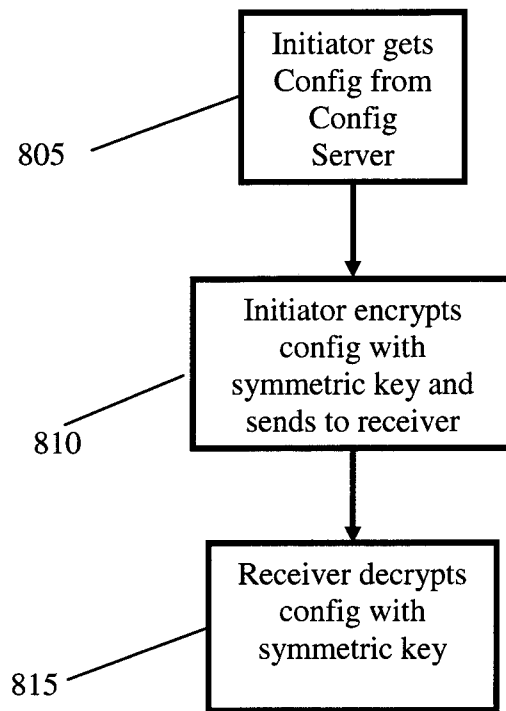 Initiator gets
Config from
Config
Server
805
Initiator encrypts
config with
symmetric key and
sends to receiver
810
Receiver decrypts
config with
symmetric key
815